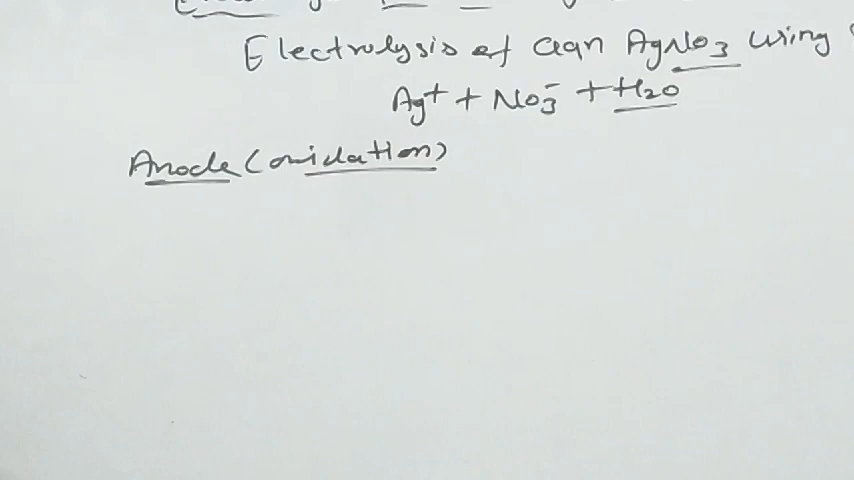 Electrolysis of aqn AgNo3 using
Ag+ + No3- + H2O
Anode (oxidation)